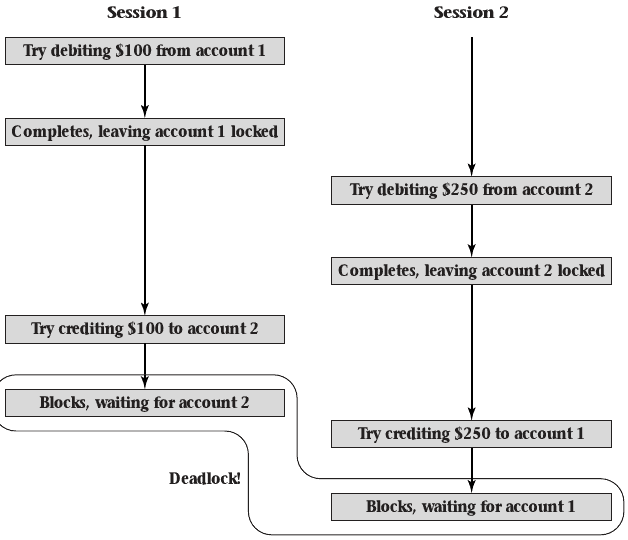 Session 1
Session 2
Try debiting $100 from account 1
Completes, leaving account 1 locked
Try debiting $250 from account 2
Completes, leaving account 2 locked
Try crediting $100 to account 2
Blocks, waiting for account 2
Try crediting $250 to account 1
Deadlock!
Blocks, waiting for account 1